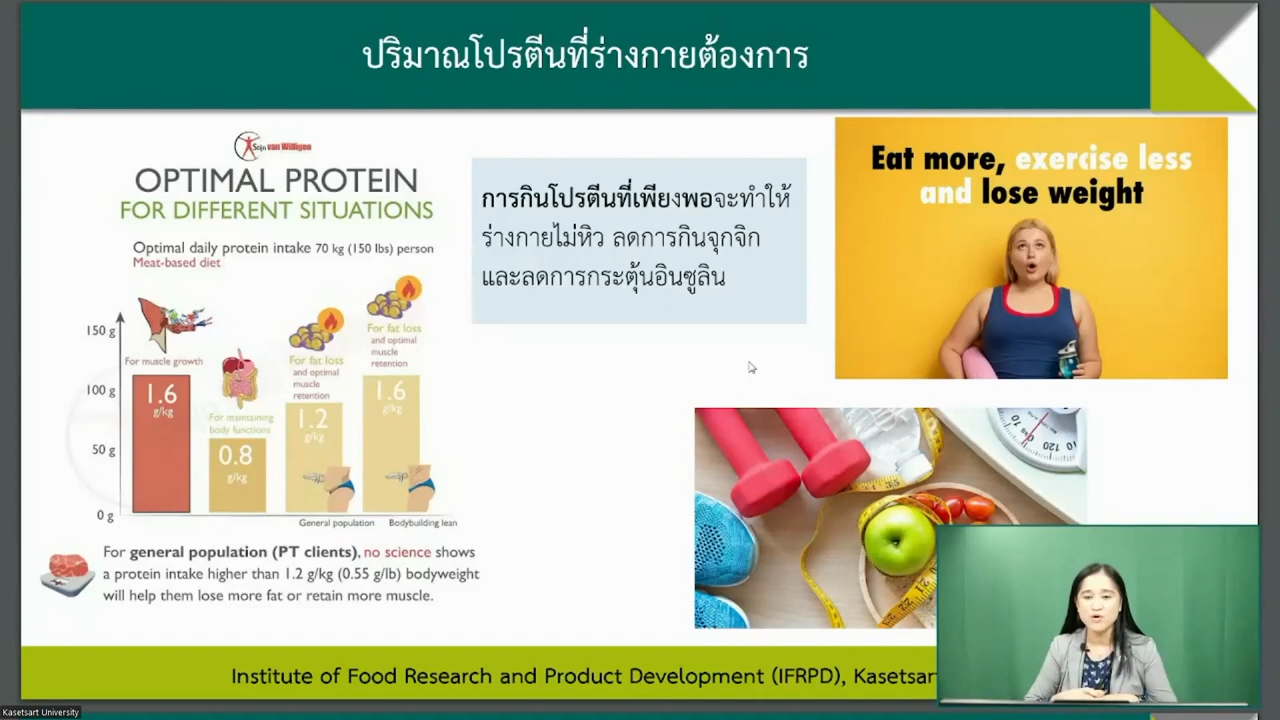 ปริมาณโปรตีนที่ร่างกายต้องการ
Stijn van Willigen
OPTIMAL PROTEIN
FOR DIFFERENT SITUATIONS
Optimal daily protein intake 70 kg (150 lbs) person
Meat-based diet
150 g
100 g
50 g
0 g
For muscle growth
1.6
g/kg
For maintaining
body functions
0.8
g/kg
For fat loss
and optimal
muscle
retention
1.2
g/kg
For fat loss
and optimal
muscle
retention
1.6
g/kg
General population
Bodybuilding lean
For general population (PT clients), no science shows
a protein intake higher than 1.2 g/kg (0.55 g/lb) bodyweight
will help them lose more fat or retain more muscle.
การกินโปรตีนที่เพียงพอจะทำให้
ร่างกายไม่หิว ลดการกินจุกจิก
และลดการกระตุ้นอินซูลิน
Eat more, exercise less
and lose weight
Institute of Food Research and Product Development (IFRPD), Kasetsar
Kasetsart University